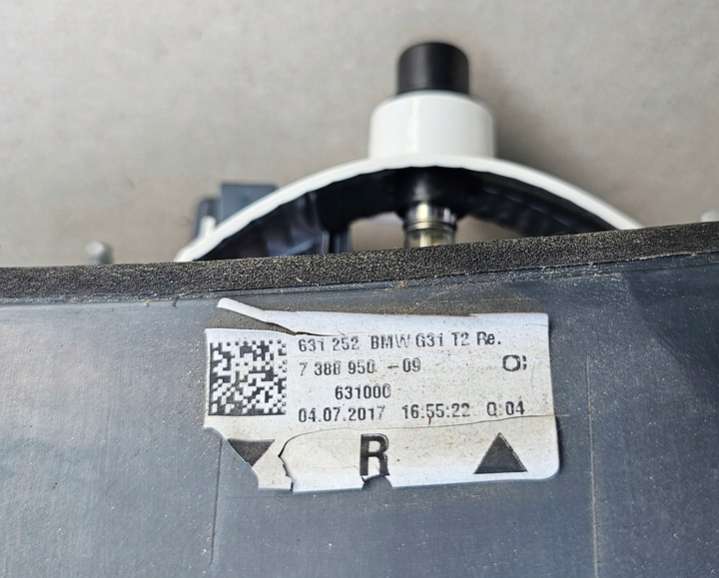 631 252 BMW G31 T2 Re.
7 388 950 -09
631000
04.07.2017 16:55:22 Q:04
R